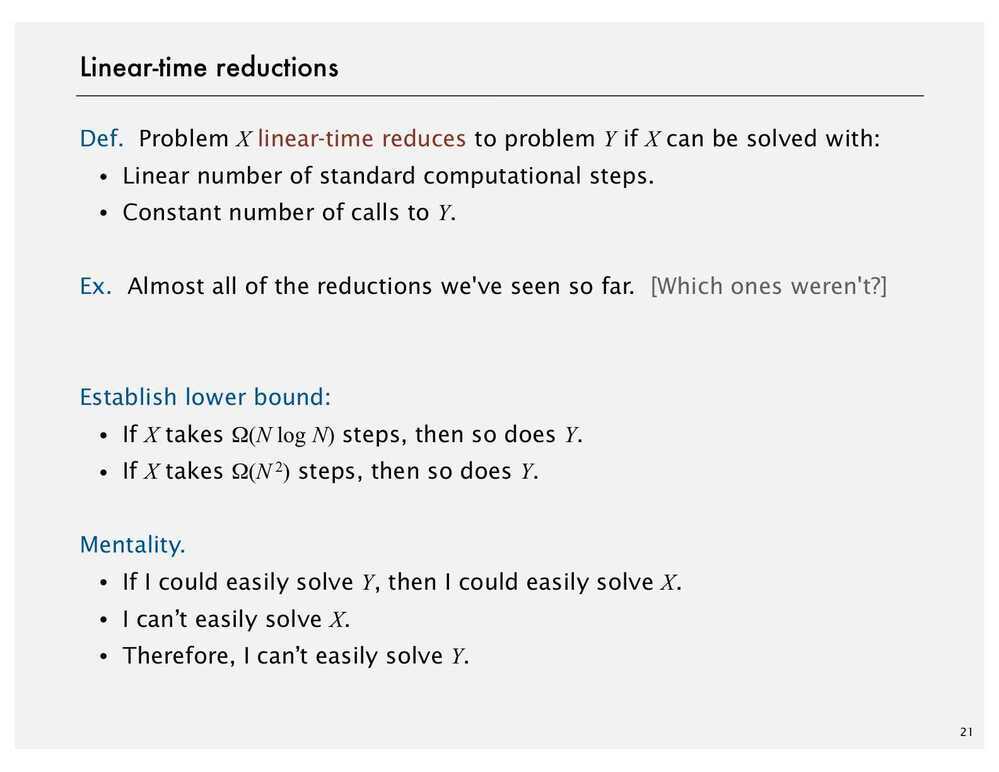 Linear-time reductions
Def. Problem X linear-time reduces to problem Y if X can be solved with:
• Linear number of standard computational steps.
• Constant number of calls to Y.
Ex. Almost all of the reductions we've seen so far. [Which ones weren't?]
Establish lower bound:
• If X takes Ω(N log N) steps, then so does Y.
• If X takes Ω(N²) steps, then so does Y.
Mentality.
• If I could easily solve Y, then I could easily solve X.
• I can’t easily solve X.
• Therefore, I can’t easily solve Y.
21